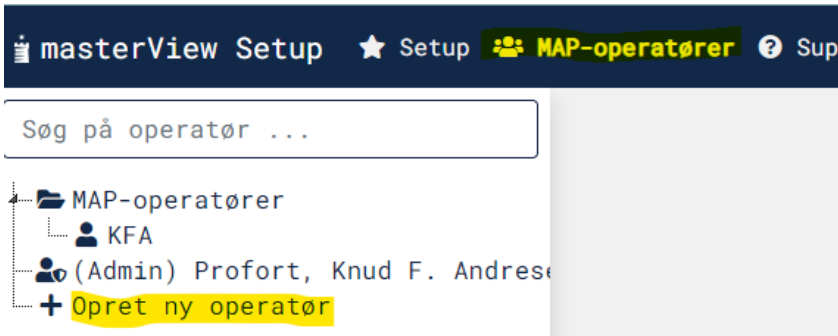 masterView Setup Setup MAP-operatører Sup
Søg på operatør ...
MAP-operatører
KFA
(Admin) Profort, Knud F. Andrese
Opret ny operatør